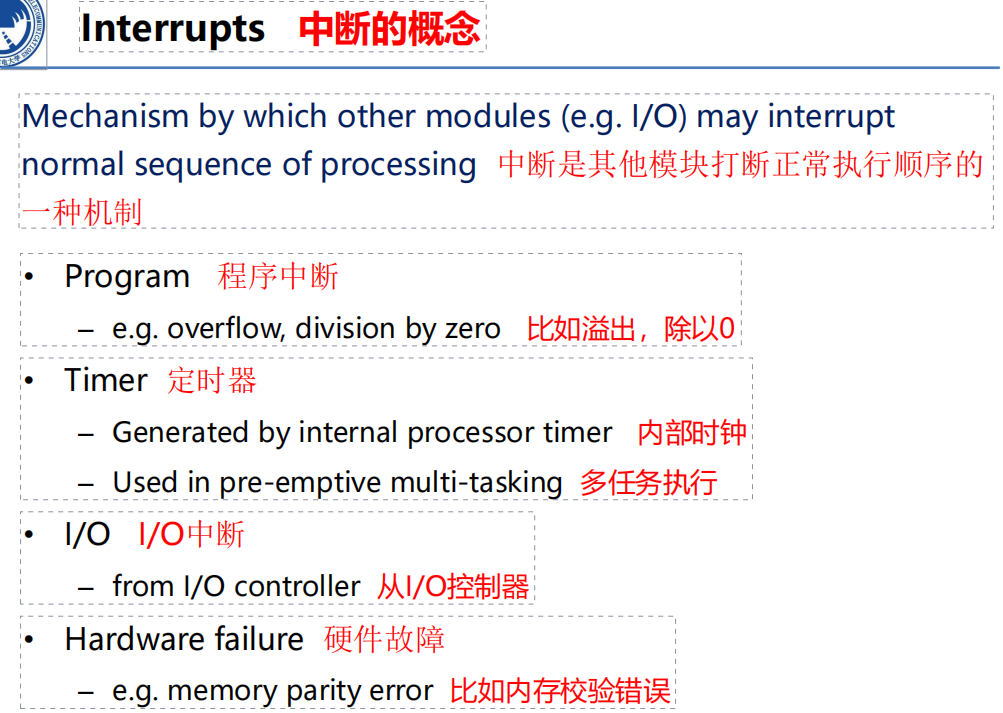 Interrupts 中断的概念
Mechanism by which other modules (e.g. I/O) may interrupt
normal sequence of processing 中断是其他模块打断正常执行顺序的
一种机制
• Program 程序中断
– e.g. overflow, division by zero 比如溢出，除以0
• Timer 定时器
– Generated by internal processor timer 内部时钟
– Used in pre-emptive multi-tasking 多任务执行
• I/O I/O中断
– from I/O controller 从I/O控制器
• Hardware failure 硬件故障
– e.g. memory parity error 比如内存校验错误